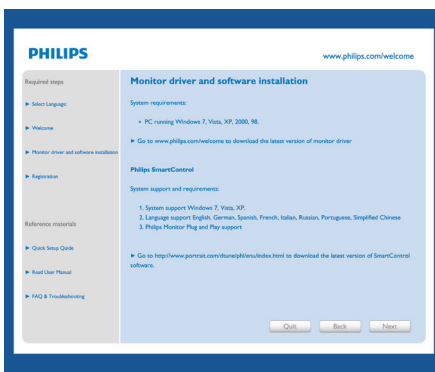 PHILIPS
www.philips.com/welcome
Required steps
Select Language:
Welcome
Monitor driver and software installation
Registration
Reference materials
Quick Setup Quide
Read User Manual
FAQ & Troubleshooting
Monitor driver and software installation
System requirements:
• PC running Windows 7, Vista, XP, 2000, 98.
Go to www.philips.com/welcome to download the latest version of monitor driver
Philips SmartControl
System support and requirements:
1. System support Windows 7, Vista, XP.
2. Language support English, German, Spanish, French, Italian, Russian, Portuguese, Simplified Chinese
3. Philips Monitor Plug and Play support
Go to http://www.portrait.com/dtune/phl/enu/index.html to download the latest version of SmartControl
software.
Quit
Back
Next